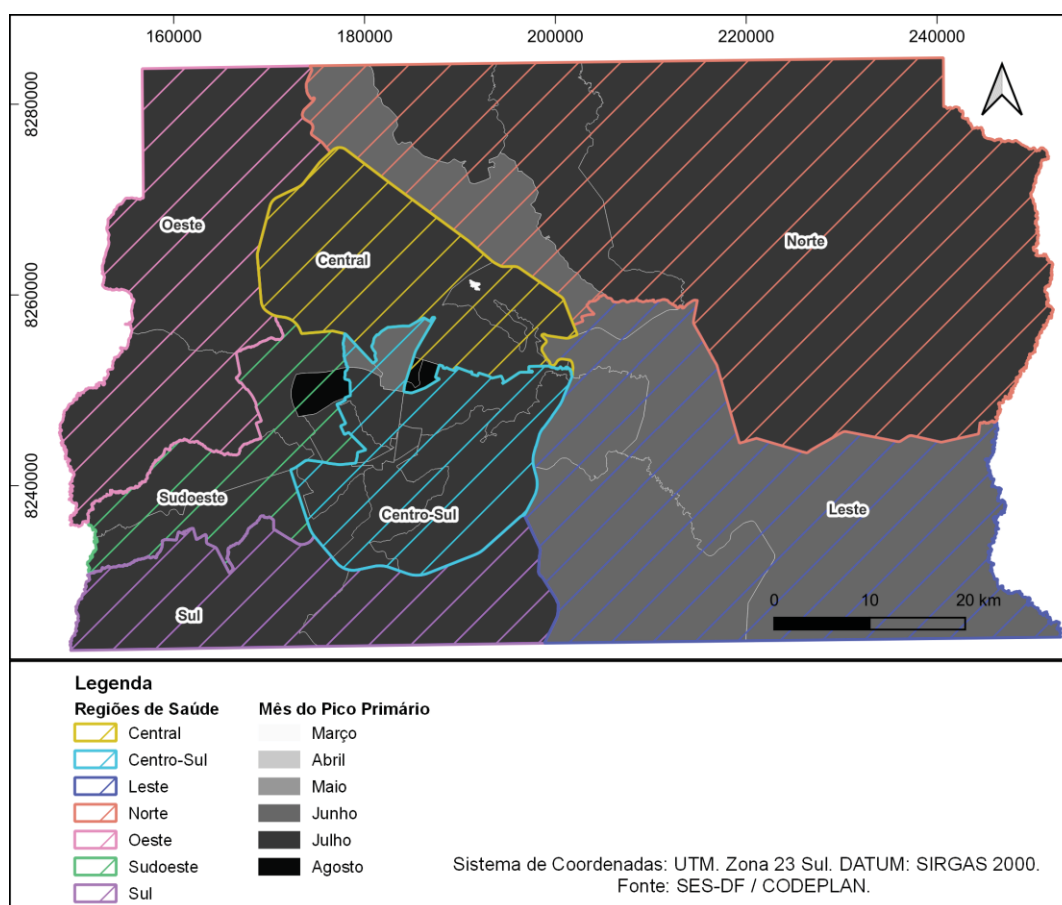 160000 180000 200000 220000 240000
8280000
8260000
8240000
Oeste
Norte
Central
Sudoeste
Centro-Sul
Leste
Sul
0 10 20 km
Legenda
Regiões de Saúde Mês do Pico Primário
Central Março
Centro-Sul Abril
Leste Maio
Norte Junho
Oeste Julho
Sudoeste Agosto
Sul
Sistema de Coordenadas: UTM. Zona 23 Sul. DATUM: SIRGAS 2000.
Fonte: SES-DF / CODEPLAN.